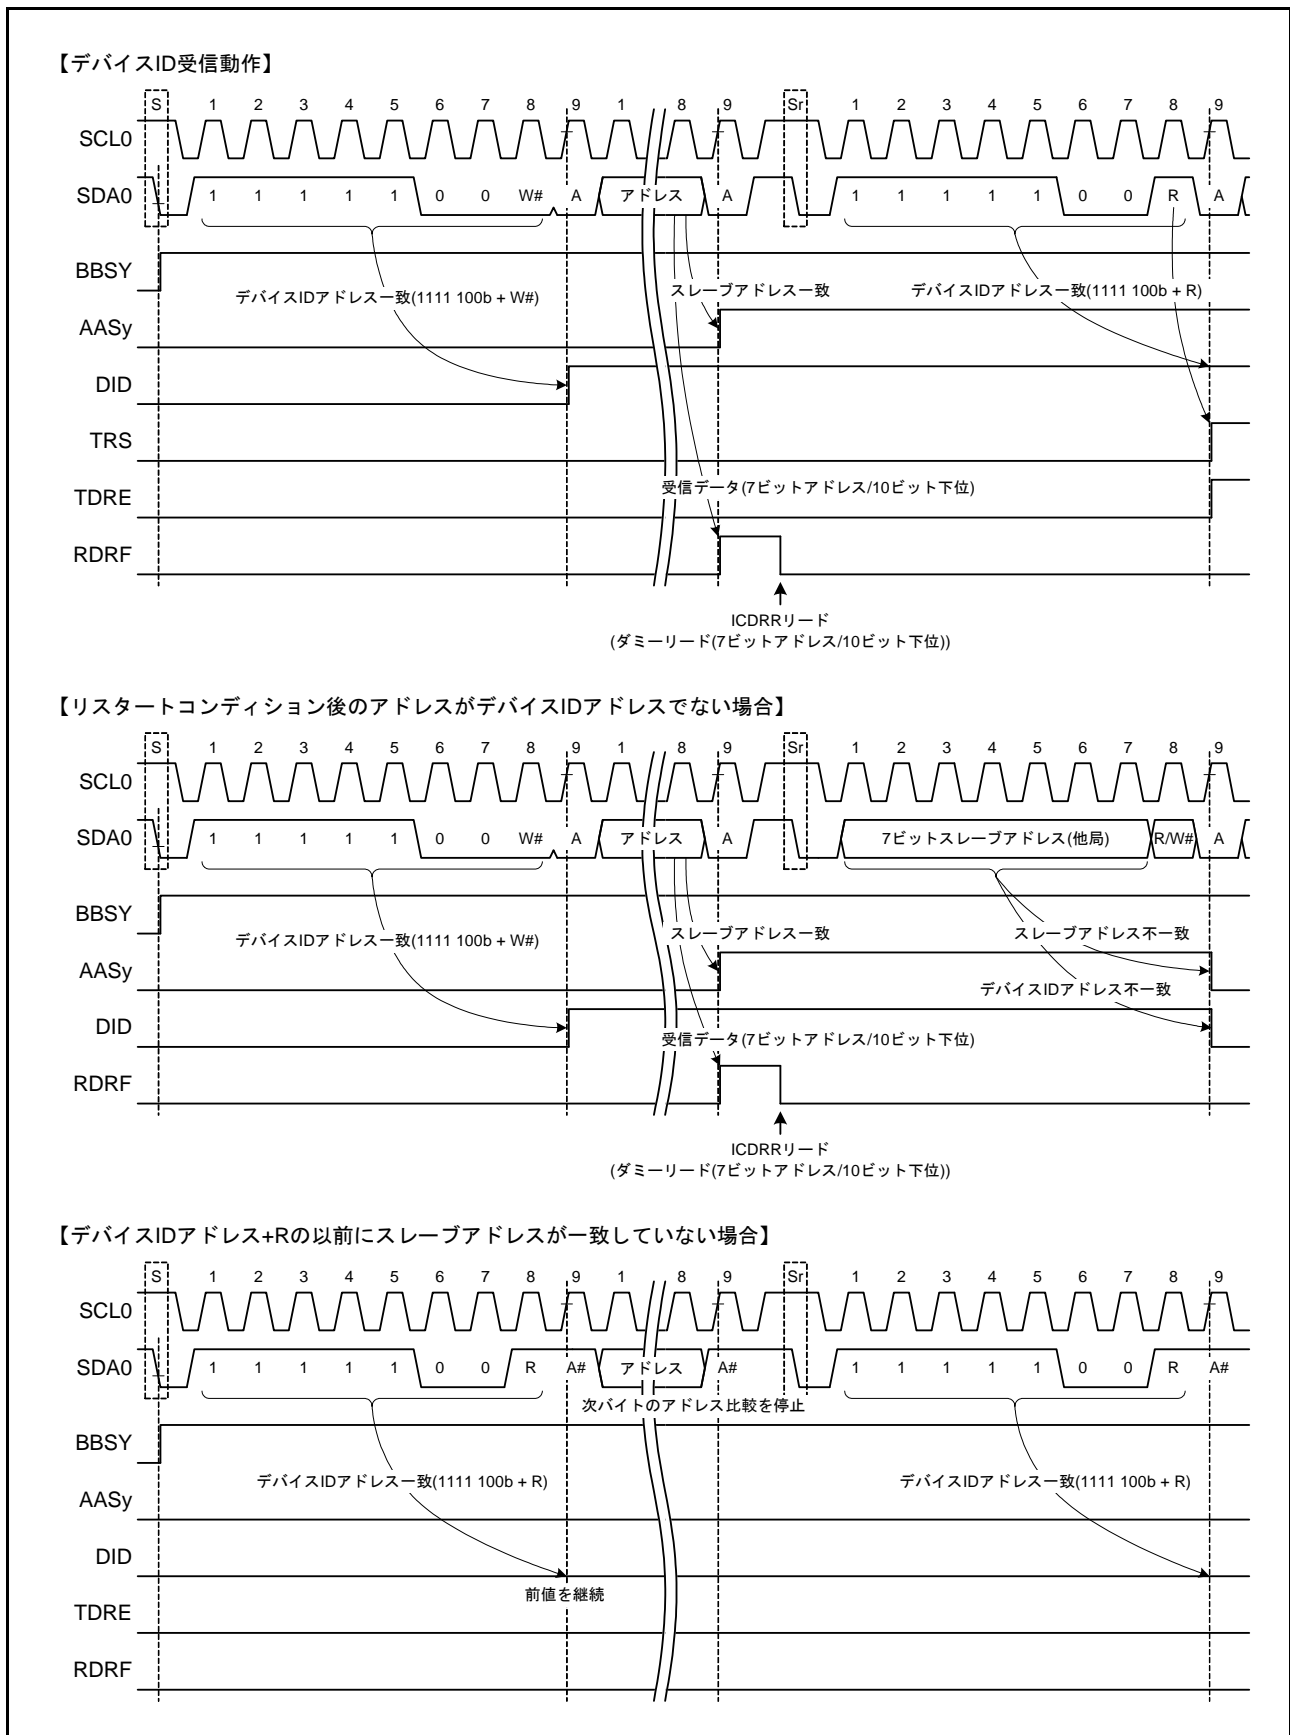 【デバイスID受信動作】
S 1 2 3 4 5 6 7 8 9 1 8 9 Sr 1 2 3 4 5 6 7 8 9
SCL0
SDA0 1 1 1 1 1 0 0 W# A アドレス A 1 1 1 1 1 0 0 R A
BBSY
デバイスIDアドレス一致(1111 100b + W#) スレーブアドレス一致 デバイスIDアドレス一致(1111 100b + R)
AASy
DID
TRS
受信データ(7ビットアドレス/10ビット下位)
TDRE
RDRF
ICDRRリード
(ダミーリード(7ビットアドレス/10ビット下位))
【リスタートコンディション後のアドレスがデバイスIDアドレスでない場合】
S 1 2 3 4 5 6 7 8 9 1 8 9 Sr 1 2 3 4 5 6 7 8 9
SCL0
SDA0 1 1 1 1 1 0 0 W# A アドレス A 7ビットスレーブアドレス(他局) R/W# A
BBSY
デバイスIDアドレス一致(1111 100b + W#) スレーブアドレス一致 スレーブアドレス不一致
AASy
デバイスIDアドレス不一致
DID
受信データ(7ビットアドレス/10ビット下位)
RDRF
ICDRRリード
(ダミーリード(7ビットアドレス/10ビット下位))
【デバイスIDアドレス+Rの以前にスレーブアドレスが一致していない場合】
S 1 2 3 4 5 6 7 8 9 1 8 9 Sr 1 2 3 4 5 6 7 8 9
SCL0
SDA0 1 1 1 1 1 0 0 R A# アドレス A# 1 1 1 1 1 0 0 R A#
次バイトのアドレス比較を停止
BBSY
デバイスIDアドレス一致(1111 100b + R) デバイスIDアドレス一致(1111 100b + R)
AASy
DID
前値を継続
TDRE
RDRF